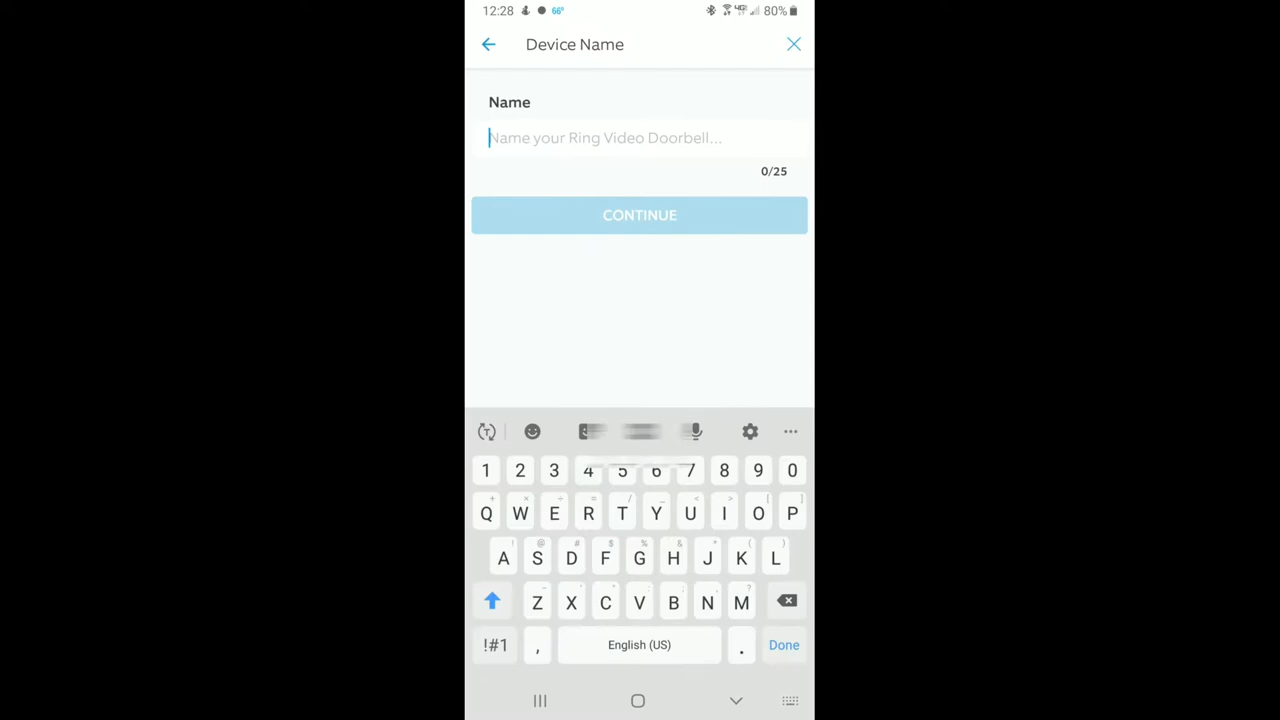 12:28 66° 4G 80%
Device Name
Name
Name your Ring Video Doorbell...
0/25
CONTINUE
1 2 3 4 5 6 7 8 9 0
+ × ÷ = / _ < > [ ]
Q W E R T Y U I O P
! @ # $ % & * ( )
A S D F G H J K L
- ' " : ; , ?
Z X C V B N M
!#1 , English (US) . Done